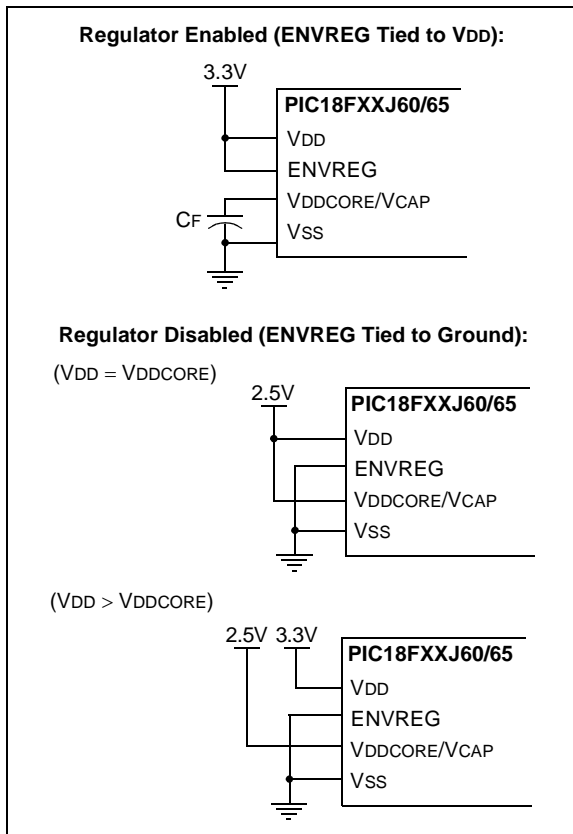 Regulator Enabled (ENVREG Tied to VDD):
3.3V
PIC18FXXJ60/65
VDD
ENVREG
VDDCORE/VCAP
CF
VSS
Regulator Disabled (ENVREG Tied to Ground):
(VDD = VDDCORE)
2.5V
PIC18FXXJ60/65
VDD
ENVREG
VDDCORE/VCAP
VSS
(VDD > VDDCORE)
2.5V 3.3V
PIC18FXXJ60/65
VDD
ENVREG
VDDCORE/VCAP
VSS